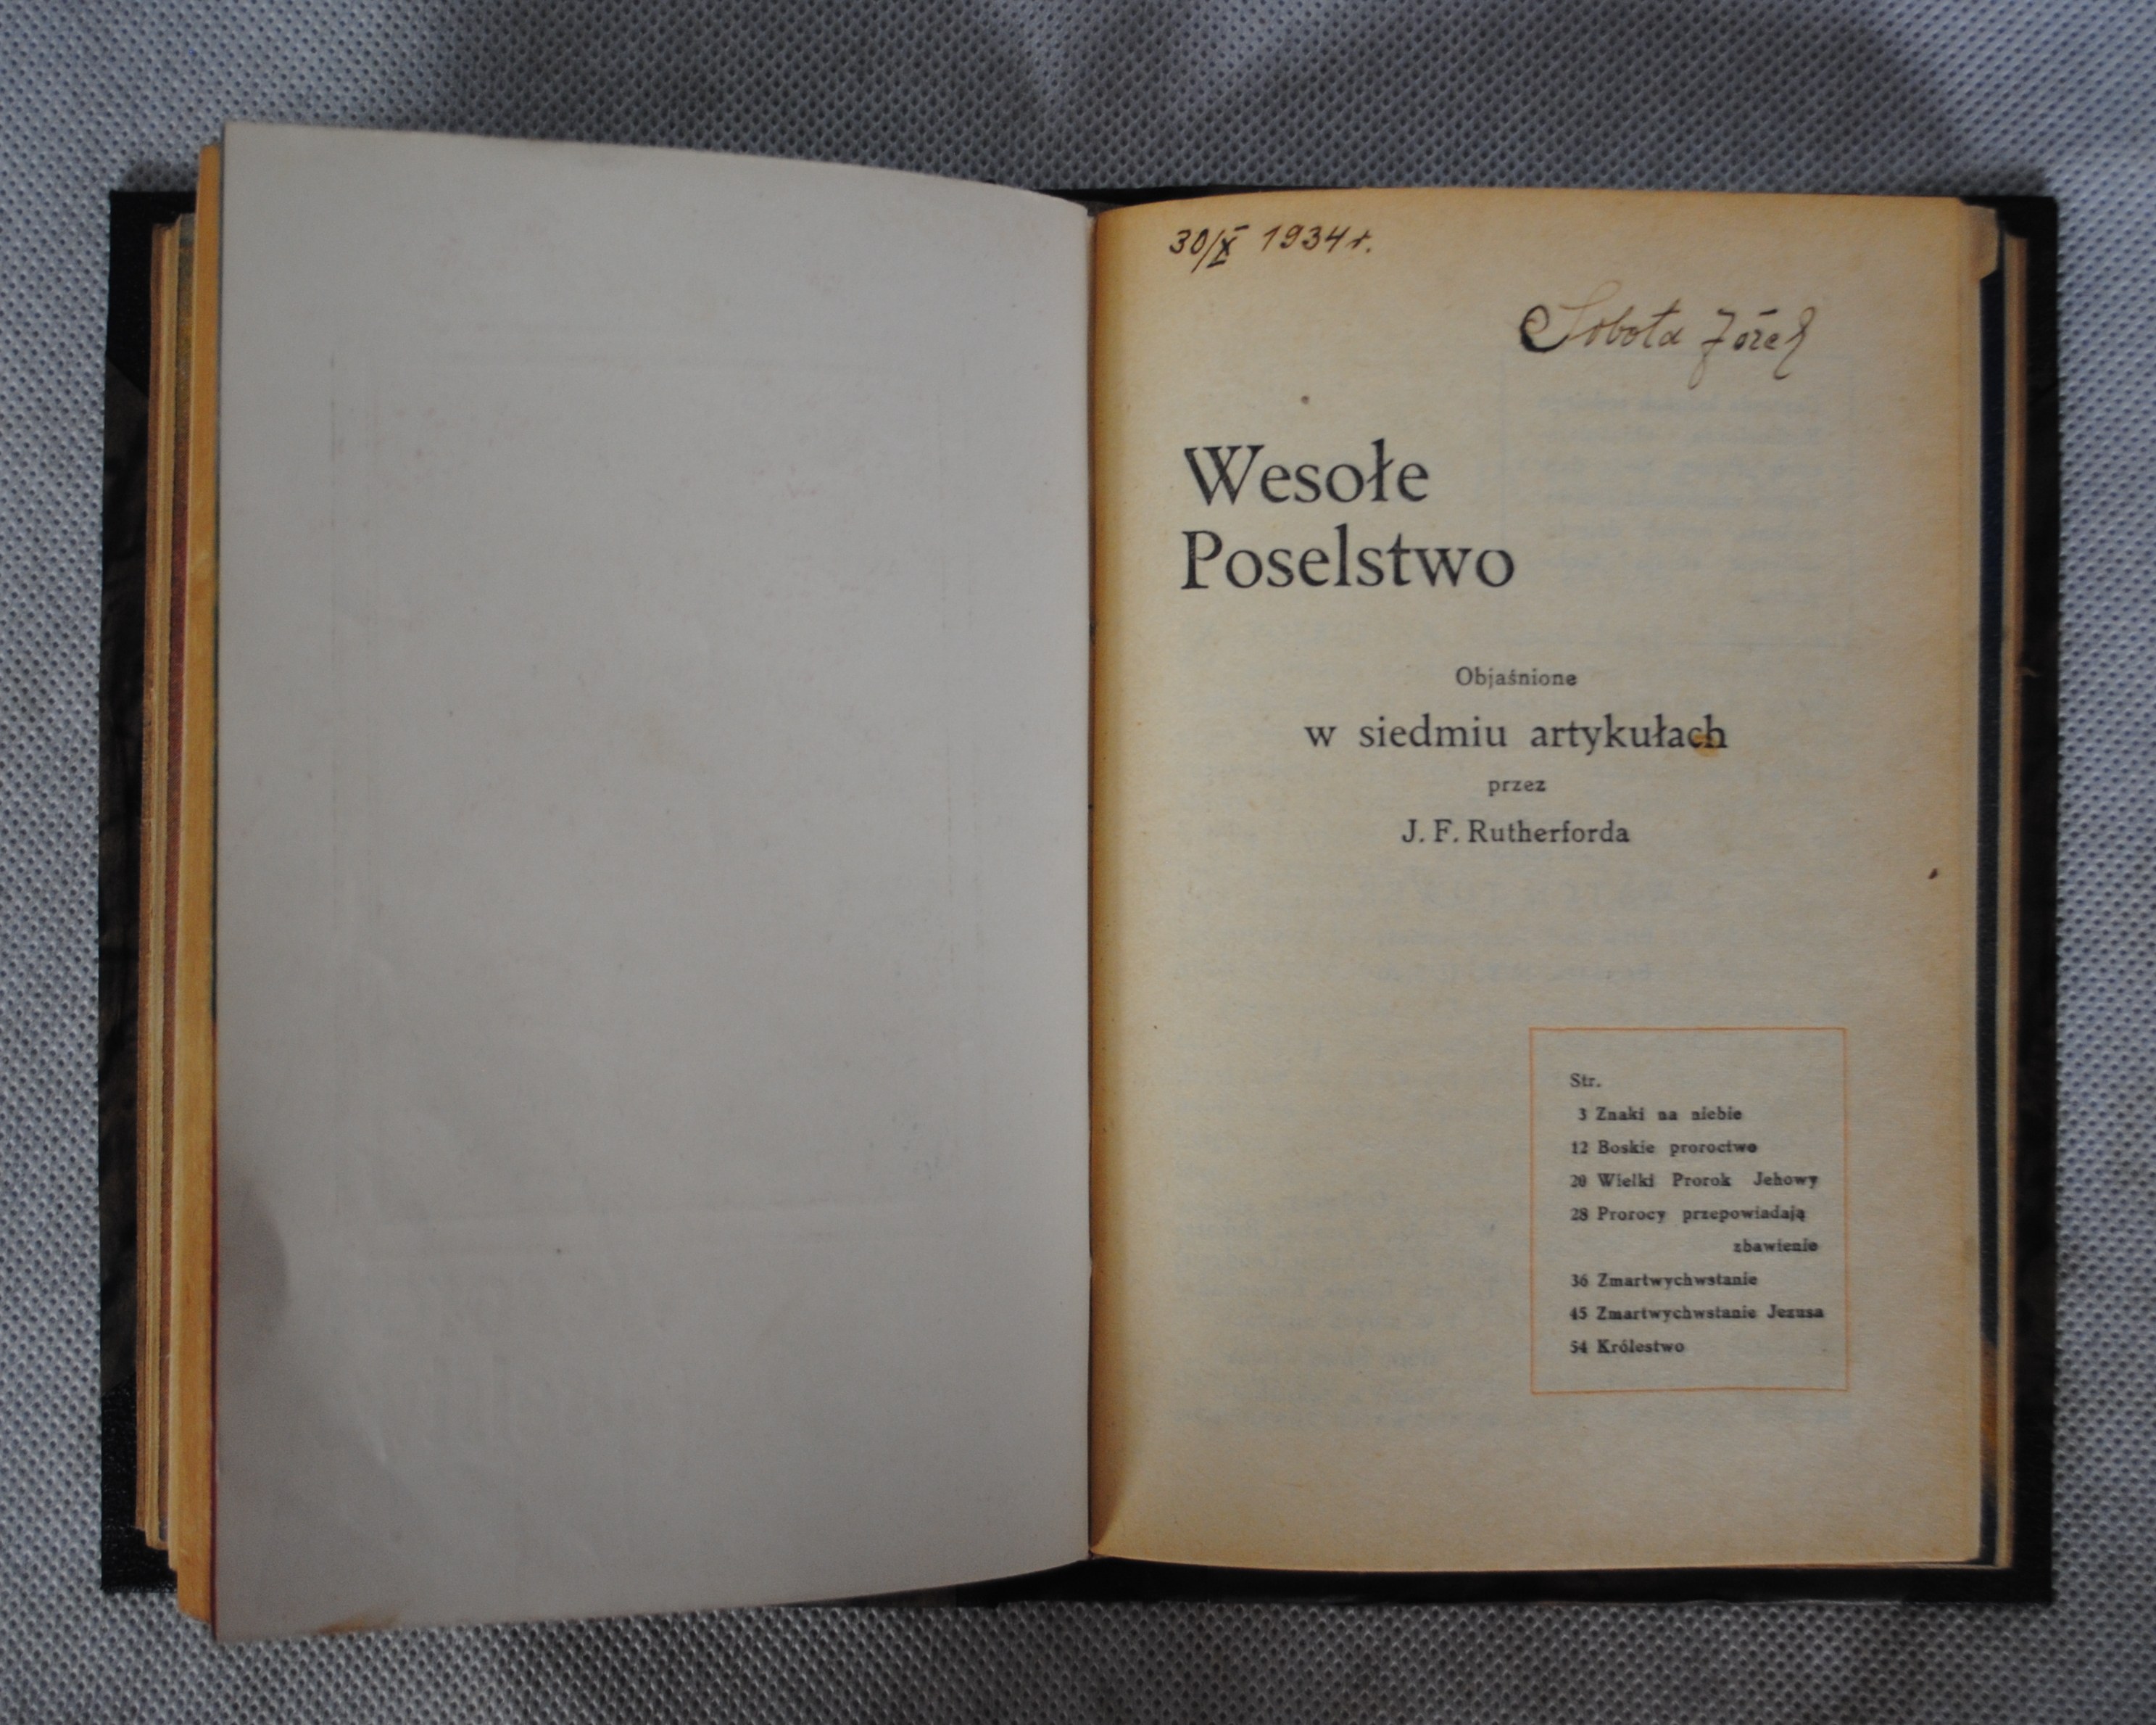 30/X 1934 r.
Sobota Józef
Wesołe
Poselstwo
Objaśnione
w siedmiu artykułach
przez
J. F. Rutherforda
Str.
3 Znaki na niebie
12 Boskie proroctwo
20 Wielki Prorok Jehowy
28 Prorocy przepowiadają
zbawienie
36 Zmartwychwstanie
45 Zmartwychwstanie Jezusa
54 Królestwo